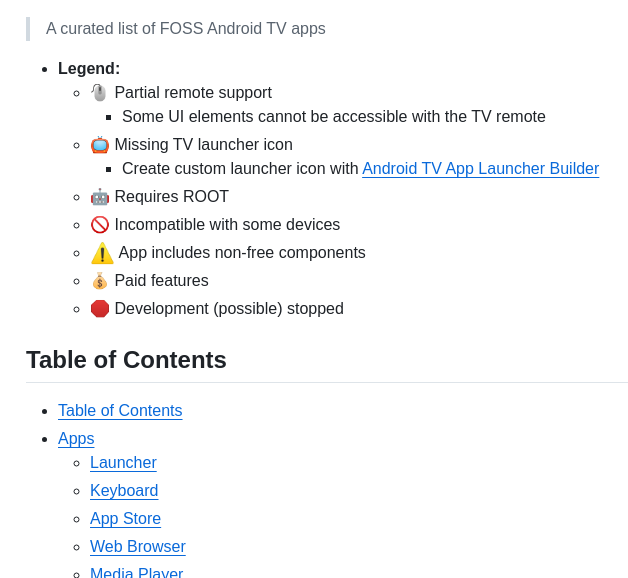 A curated list of FOSS Android TV apps
Legend:
🖱️ Partial remote support
Some UI elements cannot be accessible with the TV remote
📺 Missing TV launcher icon
Create custom launcher icon with Android TV App Launcher Builder
🤖 Requires ROOT
🚫 Incompatible with some devices
⚠️ App includes non-free components
💰 Paid features
🛑 Development (possible) stopped
Table of Contents
Table of Contents
Apps
Launcher
Keyboard
App Store
Web Browser
Media Player